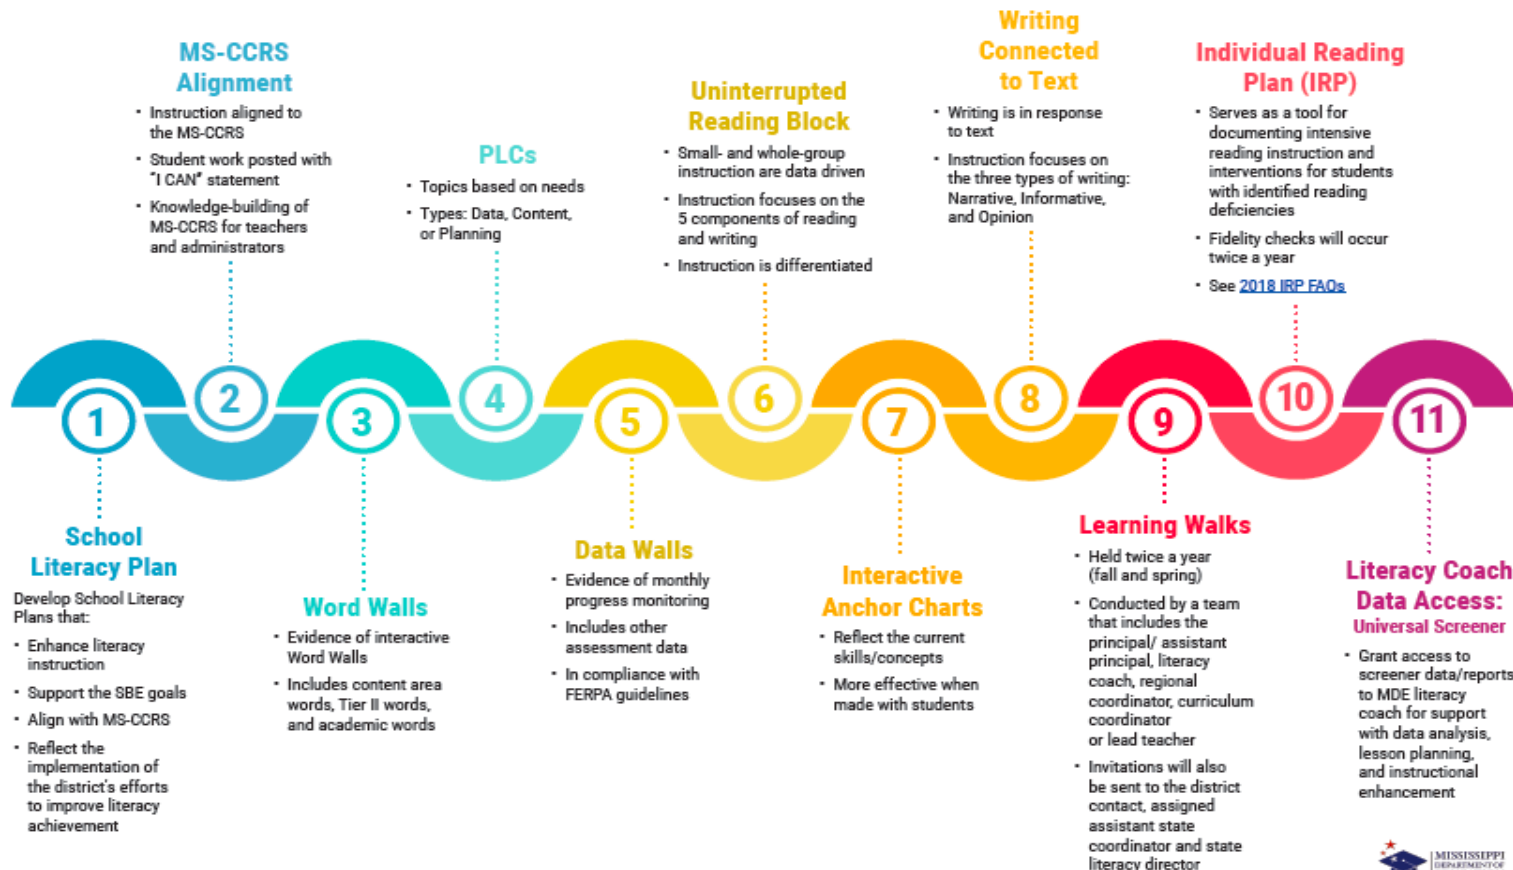 MS-CCRS
Alignment
• Instruction aligned to
the MS-CCRS
• Student work posted with
"I CAN" statement
• Knowledge-building of
MS-CCRS for teachers
and administrators
PLCs
• Topics based on needs
• Types: Data, Content,
or Planning
Uninterrupted
Reading Block
• Small- and whole-group
instruction are data driven
• Instruction focuses on the
5 components of reading
and writing
• Instruction is differentiated
Writing
Connected
to Text
• Writing is in response
to text
• Instruction focuses on
the three types of writing:
Narrative, Informative,
and Opinion
Individual Reading
Plan (IRP)
• Serves as a tool for
documenting intensive
reading instruction and
interventions for students
with identified reading
deficiencies
• Fidelity checks will occur
twice a year
• See 2018 IRP FAQs
1
2
3
4
5
6
7
8
9
10
11
School
Literacy Plan
Develop School Literacy
Plans that:
• Enhance literacy
instruction
• Support the SBE goals
• Align with MS-CCRS
• Reflect the
implementation of
the district's efforts
to improve literacy
achievement
Word Walls
• Evidence of interactive
Word Walls
• Includes content area
words, Tier II words,
and academic words
Data Walls
• Evidence of monthly
progress monitoring
• Includes other
assessment data
• In compliance with
FERPA guidelines
Interactive
Anchor Charts
• Reflect the current
skills/concepts
• More effective when
made with students
Learning Walks
• Held twice a year
(fall and spring)
• Conducted by a team
that includes the
principal/ assistant
principal, literacy
coach, regional
coordinator, curriculum
coordinator
or lead teacher
• Invitations will also
be sent to the district
contact, assigned
assistant state
coordinator and state
literacy director
Literacy Coach
Data Access:
Universal Screener
• Grant access to
screener data/reports
to MDE literacy
coach for support
with data analysis,
lesson planning,
and instructional
enhancement
MISSISSIPPI
DEPARTMENT OF